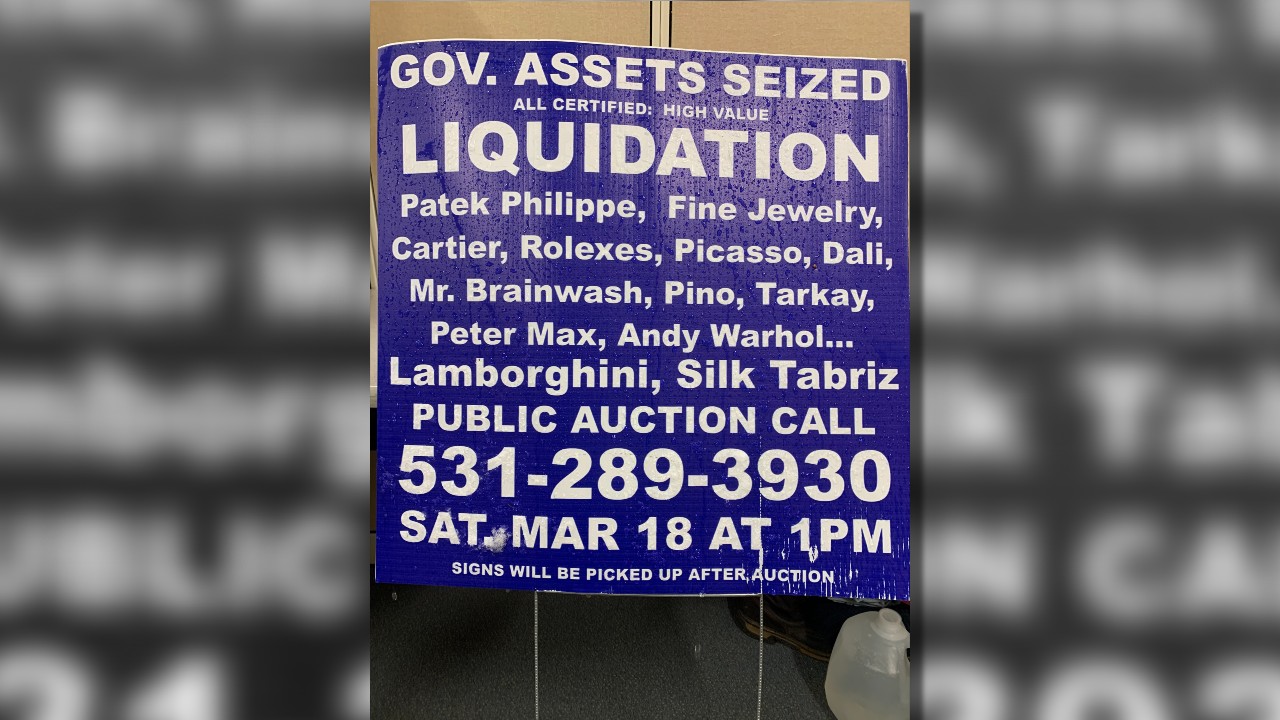 GOV. ASSETS SEIZED
ALL CERTIFIED: HIGH VALUE
LIQUIDATION
Patek Philippe, Fine Jewelry,
Cartier, Rolexes, Picasso, Dali,
Mr. Brainwash, Pino, Tarkay,
Peter Max, Andy Warhol...
Lamborghini, Silk Tabriz
PUBLIC AUCTION CALL
531-289-3930
SAT. MAR 18 AT 1PM
SIGNS WILL BE PICKED UP AFTER AUCTION